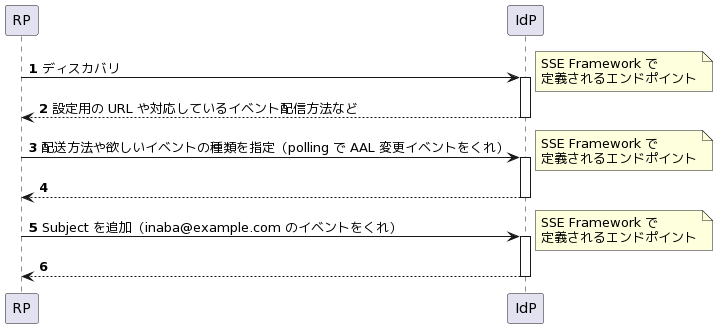 RP
IdP
SSE Framework で
定義されるエンドポイント
1 ディスカバリ
2 設定用の URL や対応しているイベント配信方法など
SSE Framework で
定義されるエンドポイント
3 配送方法や欲しいイベントの種類を指定（polling で AAL 変更イベントをくれ）
4
SSE Framework で
定義されるエンドポイント
5 Subject を追加（inaba@example.com のイベントをくれ）
6
RP
IdP